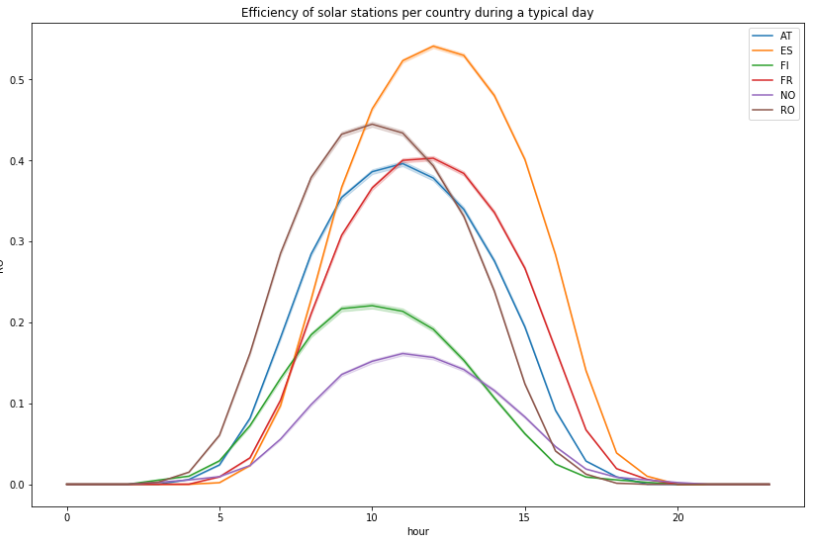 Efficiency of solar stations per country during a typical day
AT
ES
FI
FR
NO
RO
0.5
0.4
0.3
0.2
0.1
0.0
0
5
10
15
20
hour